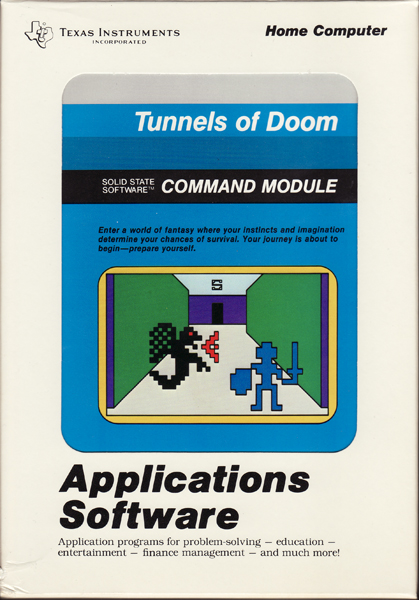 TEXAS INSTRUMENTS
INCORPORATED
Home Computer
Tunnels of Doom
SOLID STATE
SOFTWARE™
COMMAND MODULE
Enter a world of fantasy where your instincts and imagination
determine your chances of survival. Your journey is about to
begin—prepare yourself.
S
Applications
Software
Application programs for problem-solving – education –
entertainment – finance management – and much more!